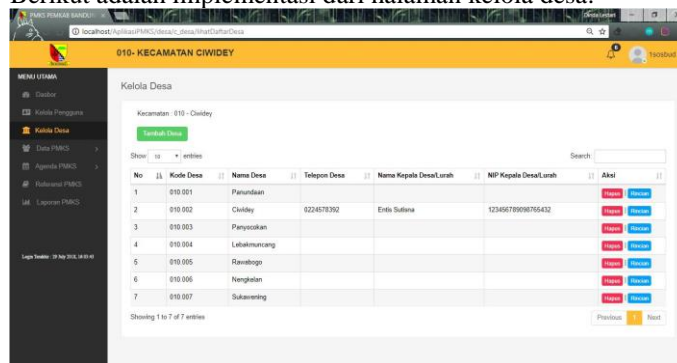 Berikut adalah implementasi dari halaman kelola desa:
PMKS PEMKAB BANDU
localhost/AplikasiPMKS/desa/c_desa/lihatDaftarDesa
010- KECAMATAN CIWIDEY
1sosbud
MENU UTAMA
Dasbor
Kelola Pengguna
Kelola Desa
Data PMKS
Agenda PMKS
Referensi PMKS
Laporan PMKS
Kelola Desa
Kecamatan : 010 - Ciwidey
Tambah Desa
Show 10 entries Search:
No Kode Desa Nama Desa Telepon Desa Nama Kepala Desa/Lurah NIP Kepala Desa/Lurah Aksi
1 010.001 Panundaan Hapus Rincian
2 010.002 Ciwidey 0224578392 Entis Sutisna 123456789098765432 Hapus Rincian
3 010.003 Panyocokan Hapus Rincian
4 010.004 Lebakmuncang Hapus Rincian
5 010.005 Rawabogo Hapus Rincian
6 010.006 Nengkelan Hapus Rincian
7 010.007 Sukawening Hapus Rincian
Showing 1 to 7 of 7 entries Previous 1 Next